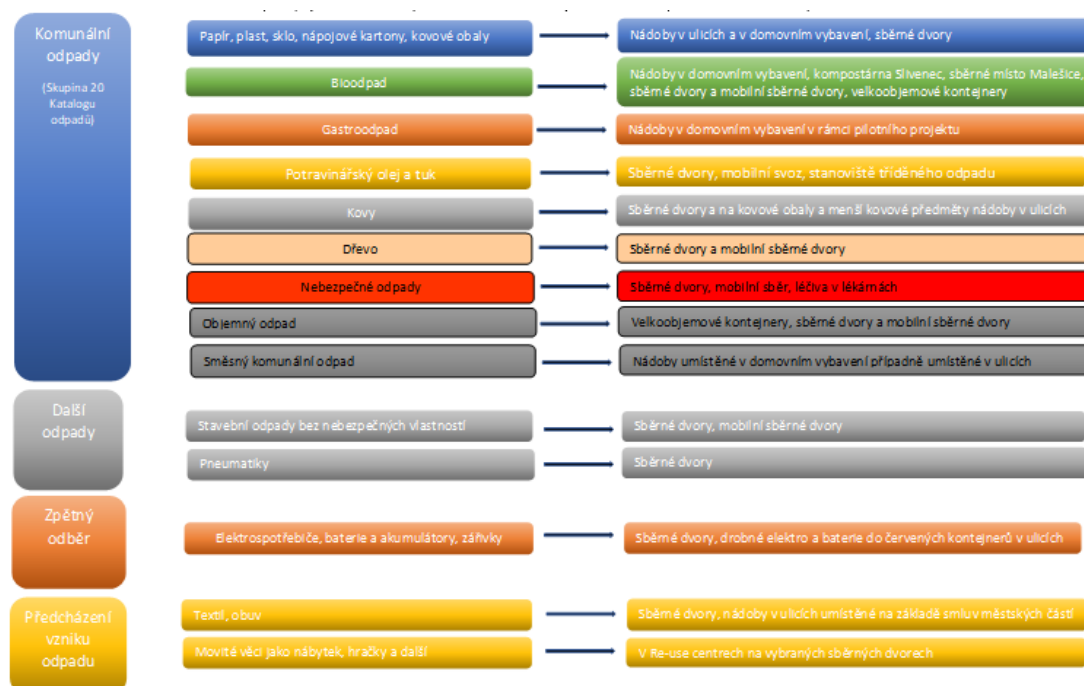 Komunální
odpady
(Skupina 20
Katalogu
odpadů)
Papír, plast, sklo, nápojové kartony, kovové obaly
Nádoby v ulicích a v domovním vybavení, sběrné dvory
Bioodpad
Nádoby v domovním vybavení, kompostárna Slivenec, sběrné místo Malešice,
sběrné dvory a mobilní sběrné dvory, velkoobjemové kontejnery
Gastroodpad
Nádoby v domovním vybavení v rámci pilotního projektu
Potravinářský olej a tuk
Sběrné dvory, mobilní svoz, stanoviště tříděného odpadu
Kovy
Sběrné dvory a na kovové obaly a menší kovové předměty nádoby v ulicích
Dřevo
Sběrné dvory a mobilní sběrné dvory
Nebezpečné odpady
Sběrné dvory, mobilní sběr, léčiva v lékárnách
Objemný odpad
Velkoobjemové kontejnery, sběrné dvory a mobilní sběrné dvory
Směsný komunální odpad
Nádoby umístěné v domovním vybavení případně umístěné v ulicích
Další
odpady
Stavební odpady bez nebezpečných vlastností
Sběrné dvory, mobilní sběrné dvory
Pneumatiky
Sběrné dvory
Zpětný
odběr
Elektrospotřebiče, baterie a akumulátory, zářivky
Sběrné dvory, drobné elektro a baterie do červených kontejnerů v ulicích
Předcházení
vzniku
odpadu
Textil, obuv
Sběrné dvory, nádoby v ulicích umístěné na základě smluv městských částí
Movité věci jako nábytek, hračky a další
V Re-use centrech na vybraných sběrných dvorech